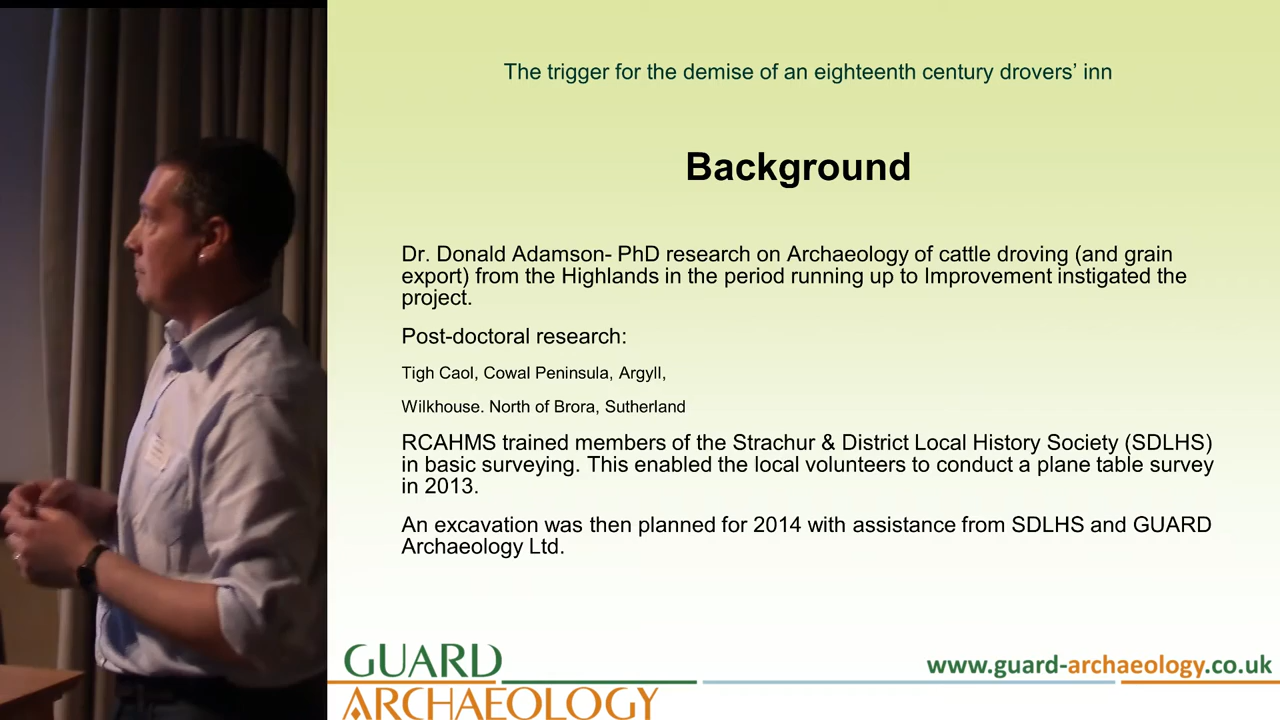 The trigger for the demise of an eighteenth century drovers’ inn
Background
Dr. Donald Adamson- PhD research on Archaeology of cattle droving (and grain
export) from the Highlands in the period running up to Improvement instigated the
project.
Post-doctoral research:
Tigh Caol, Cowal Peninsula, Argyll,
Wilkhouse. North of Brora, Sutherland
RCAHMS trained members of the Strachur & District Local History Society (SDLHS)
in basic surveying. This enabled the local volunteers to conduct a plane table survey
in 2013.
An excavation was then planned for 2014 with assistance from SDLHS and GUARD
Archaeology Ltd.
GUARD
ARCHAEOLOGY
www.guard-archaeology.co.uk